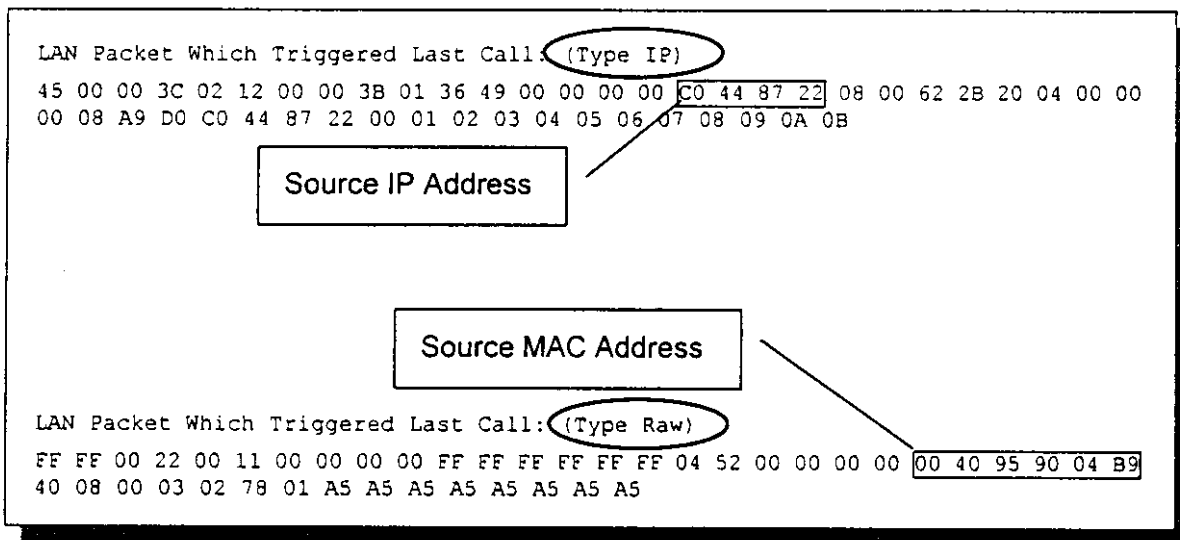 LAN Packet Which Triggered Last Call: (Type IP)
45 00 00 3C 02 12 00 00 3B 01 36 49 00 00 00 00 C0 44 87 22 08 00 62 2B 20 04 00 00
00 08 A9 D0 C0 44 87 22 00 01 02 03 04 05 06 07 08 09 0A 0B
Source IP Address
Source MAC Address
LAN Packet Which Triggered Last Call: (Type Raw)
FF FF 00 22 00 11 00 00 00 00 FF FF FF FF FF FF 04 52 00 00 00 00 00 40 95 90 04 B9
40 08 00 03 02 78 01 A5 A5 A5 A5 A5 A5 A5 A5